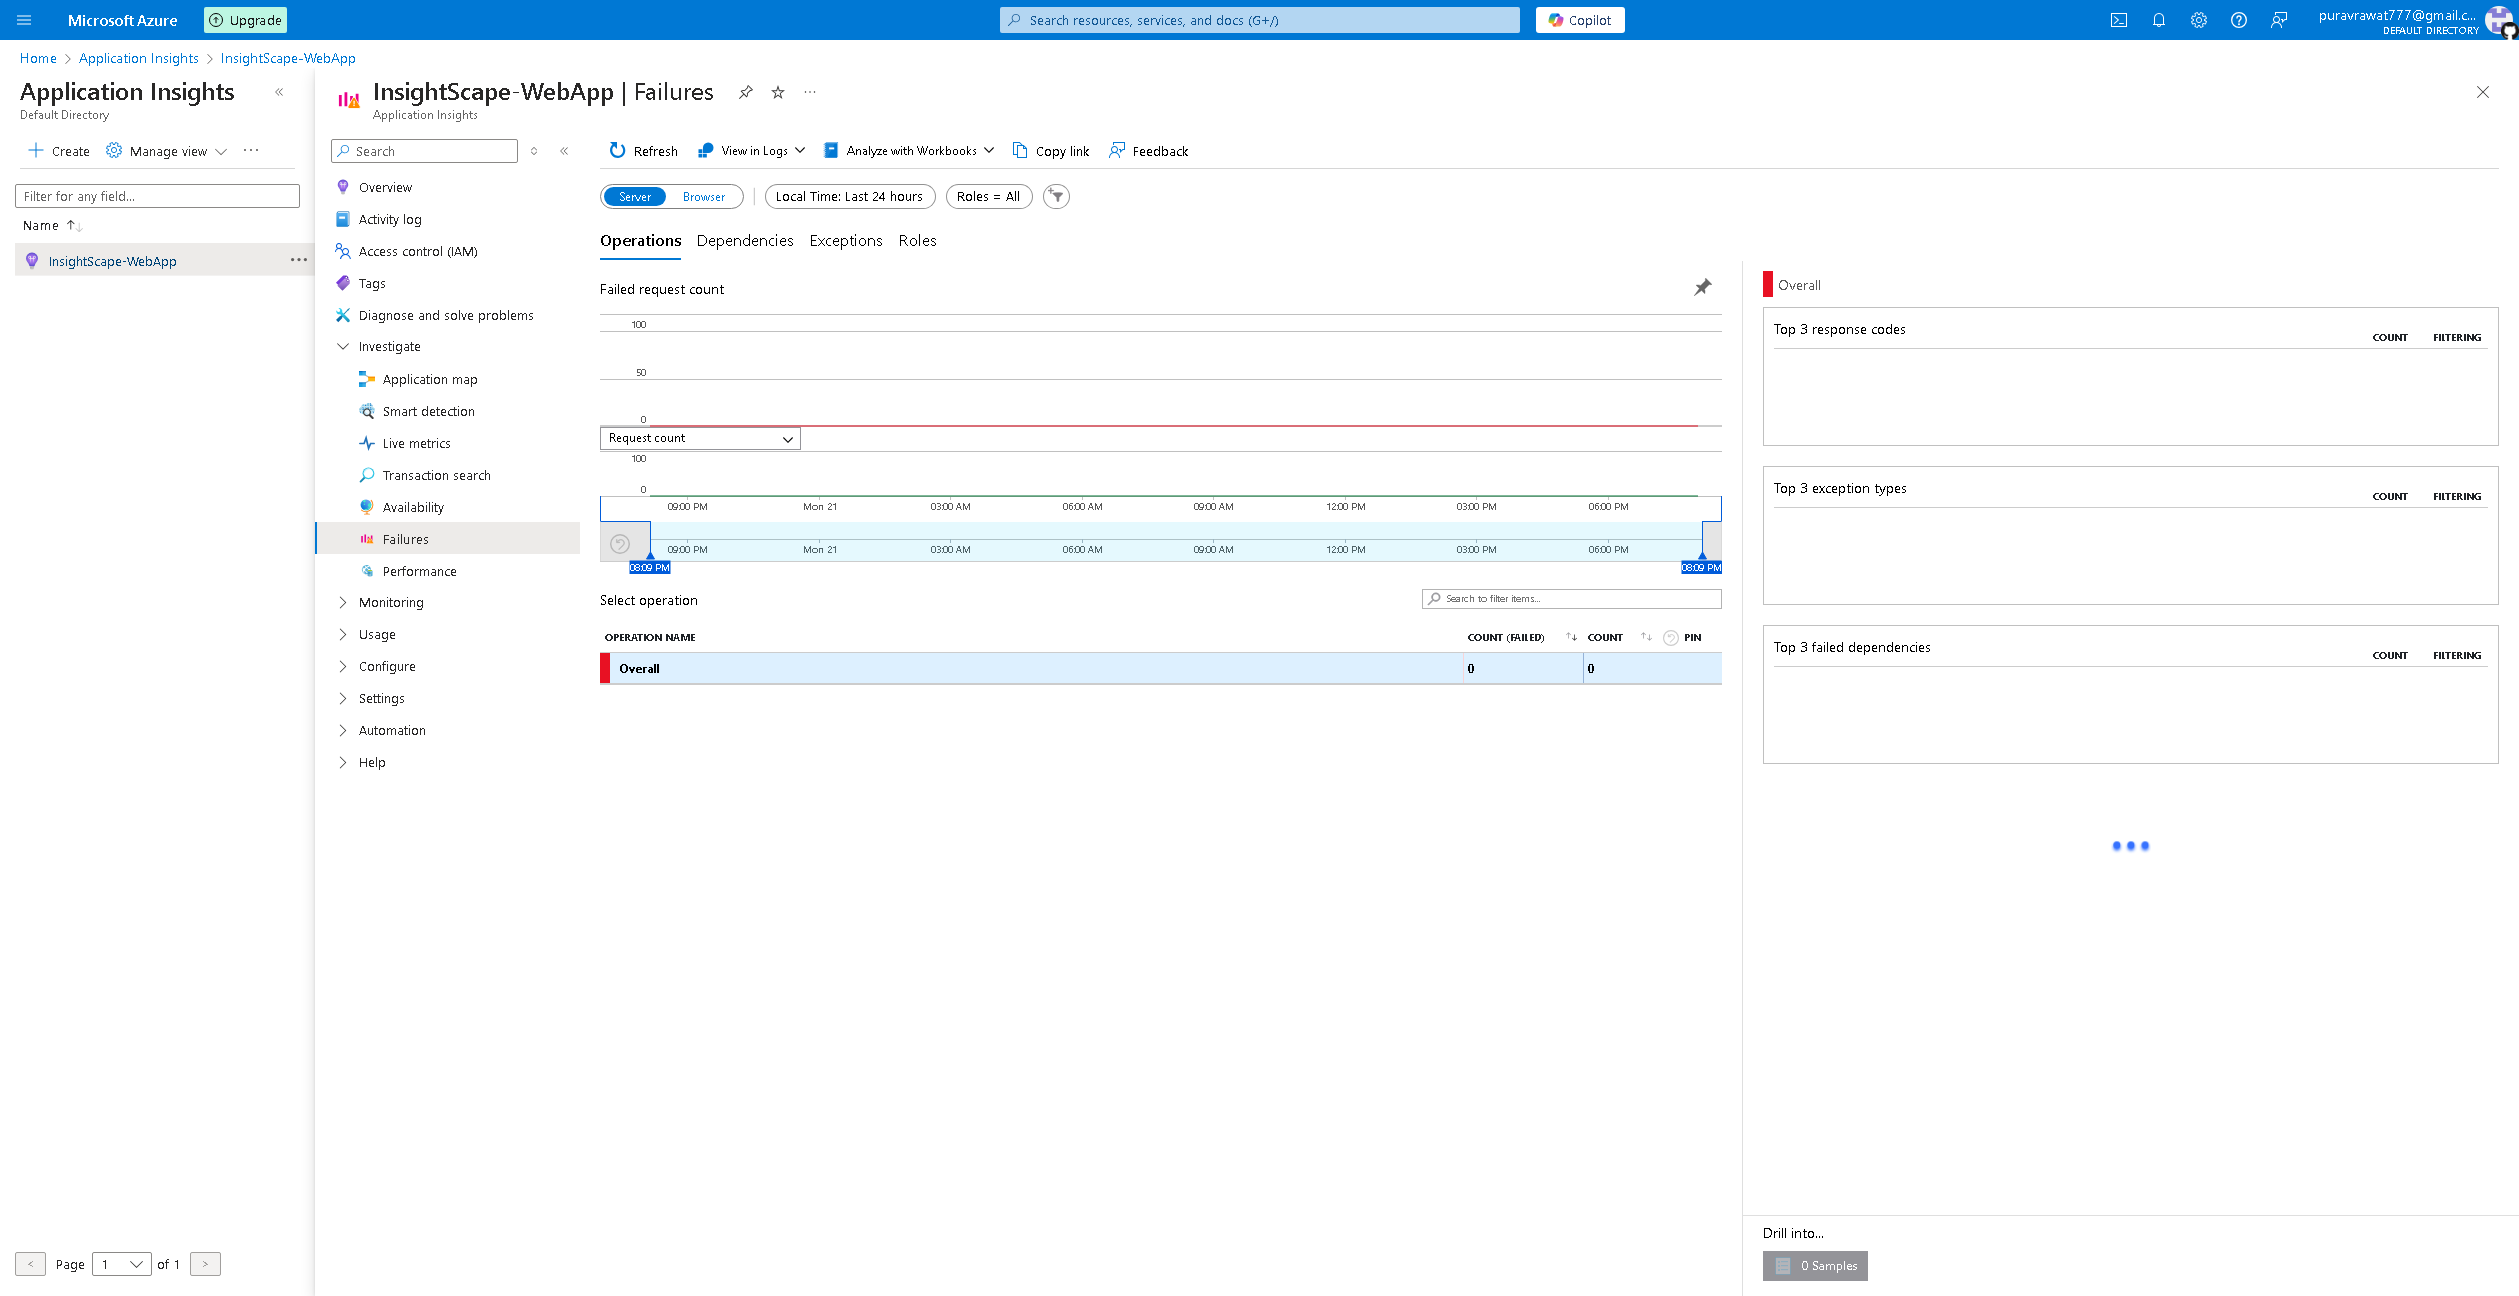 Microsoft Azure
Upgrade
Search resources, services, and docs (G+/)
Copilot
puravrawat777@gmail.c...
DEFAULT DIRECTORY
Home > Application Insights > InsightScape-WebApp
Application Insights
Default Directory
Create
Manage view
Filter for any field...
Name
InsightScape-WebApp
Page 1 of 1
InsightScape-WebApp | Failures
Application Insights
Search
Overview
Activity log
Access control (IAM)
Tags
Diagnose and solve problems
Investigate
Application map
Smart detection
Live metrics
Transaction search
Availability
Failures
Performance
Monitoring
Usage
Configure
Settings
Automation
Help
Refresh
View in Logs
Analyze with Workbooks
Copy link
Feedback
Server
Browser
Local Time: Last 24 hours
Roles = All
Operations
Dependencies
Exceptions
Roles
Failed request count
100
50
0
Request count
100
0
09:00 PM Mon 21 03:00 AM 06:00 AM 09:00 AM 12:00 PM 03:00 PM 06:00 PM
09:00 PM Mon 21 03:00 AM 06:00 AM 09:00 AM 12:00 PM 03:00 PM 06:00 PM
08:09 PM 08:09 PM
Select operation
Search to filter items...
OPERATION NAME COUNT (FAILED) COUNT PIN
Overall 0 0
Overall
Top 3 response codes
COUNT FILTERING
Top 3 exception types
COUNT FILTERING
Top 3 failed dependencies
COUNT FILTERING
Drill into...
0 Samples